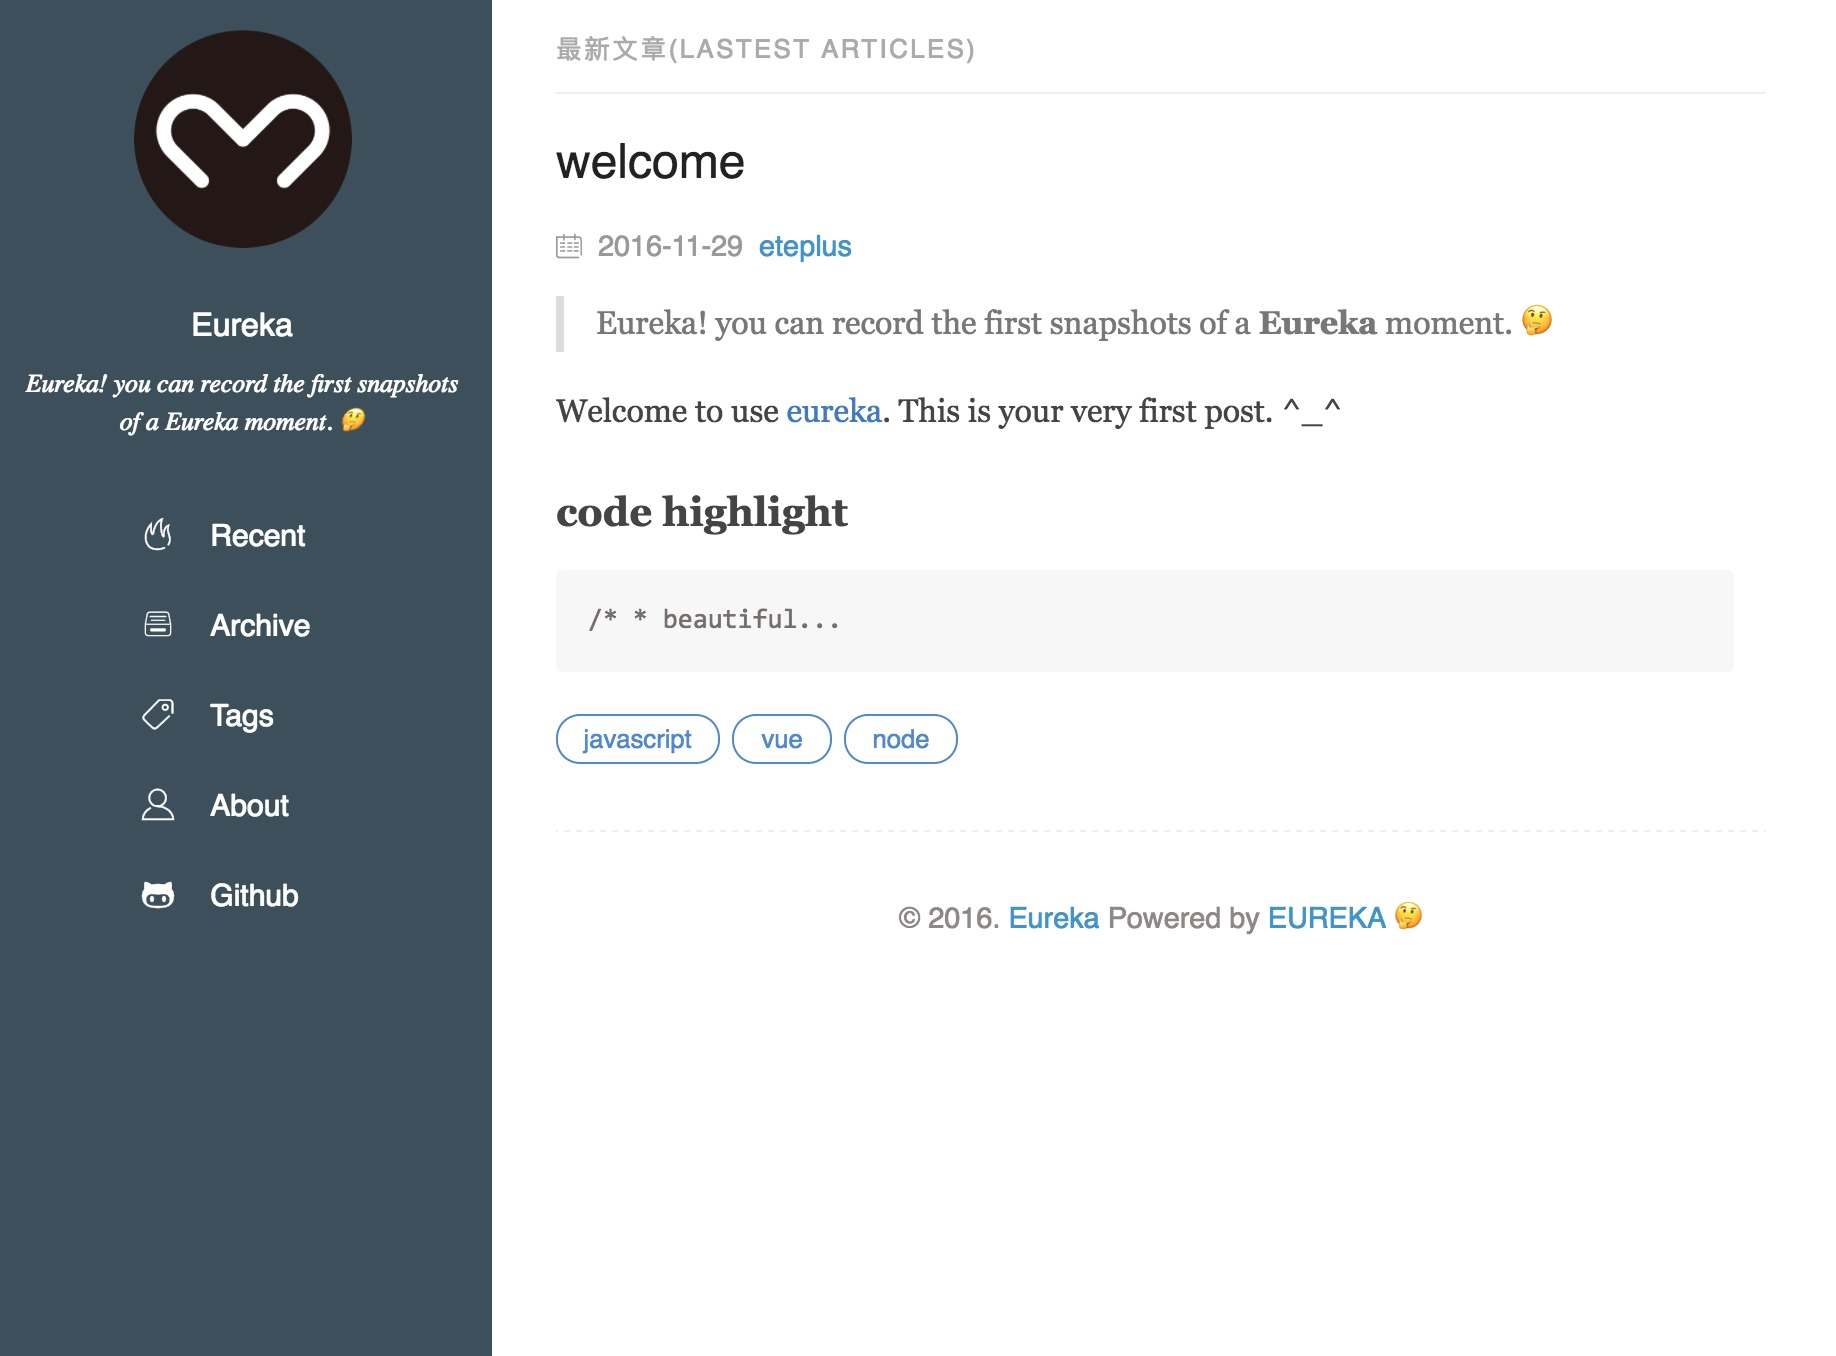 Eureka
Eureka! you can record the first snapshots
of a Eureka moment. 🤔
Recent
Archive
Tags
About
Github
最新文章(LASTEST ARTICLES)
welcome
2016-11-29 eteplus
Eureka! you can record the first snapshots of a Eureka moment. 🤔
Welcome to use eureka. This is your very first post. ^_^
code highlight
/* * beautiful...
javascript vue node
© 2016. Eureka Powered by EUREKA 🤔